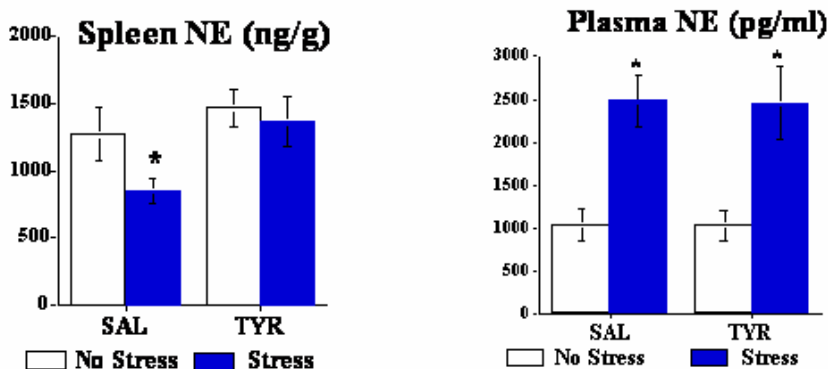 Spleen NE (ng/g)
2000
1500
1000
500
0
*
SAL TYR
No Stress Stress
Plasma NE (pg/ml)
3000
2500
2000
1500
1000
500
0
* *
SAL TYR
No Stress Stress